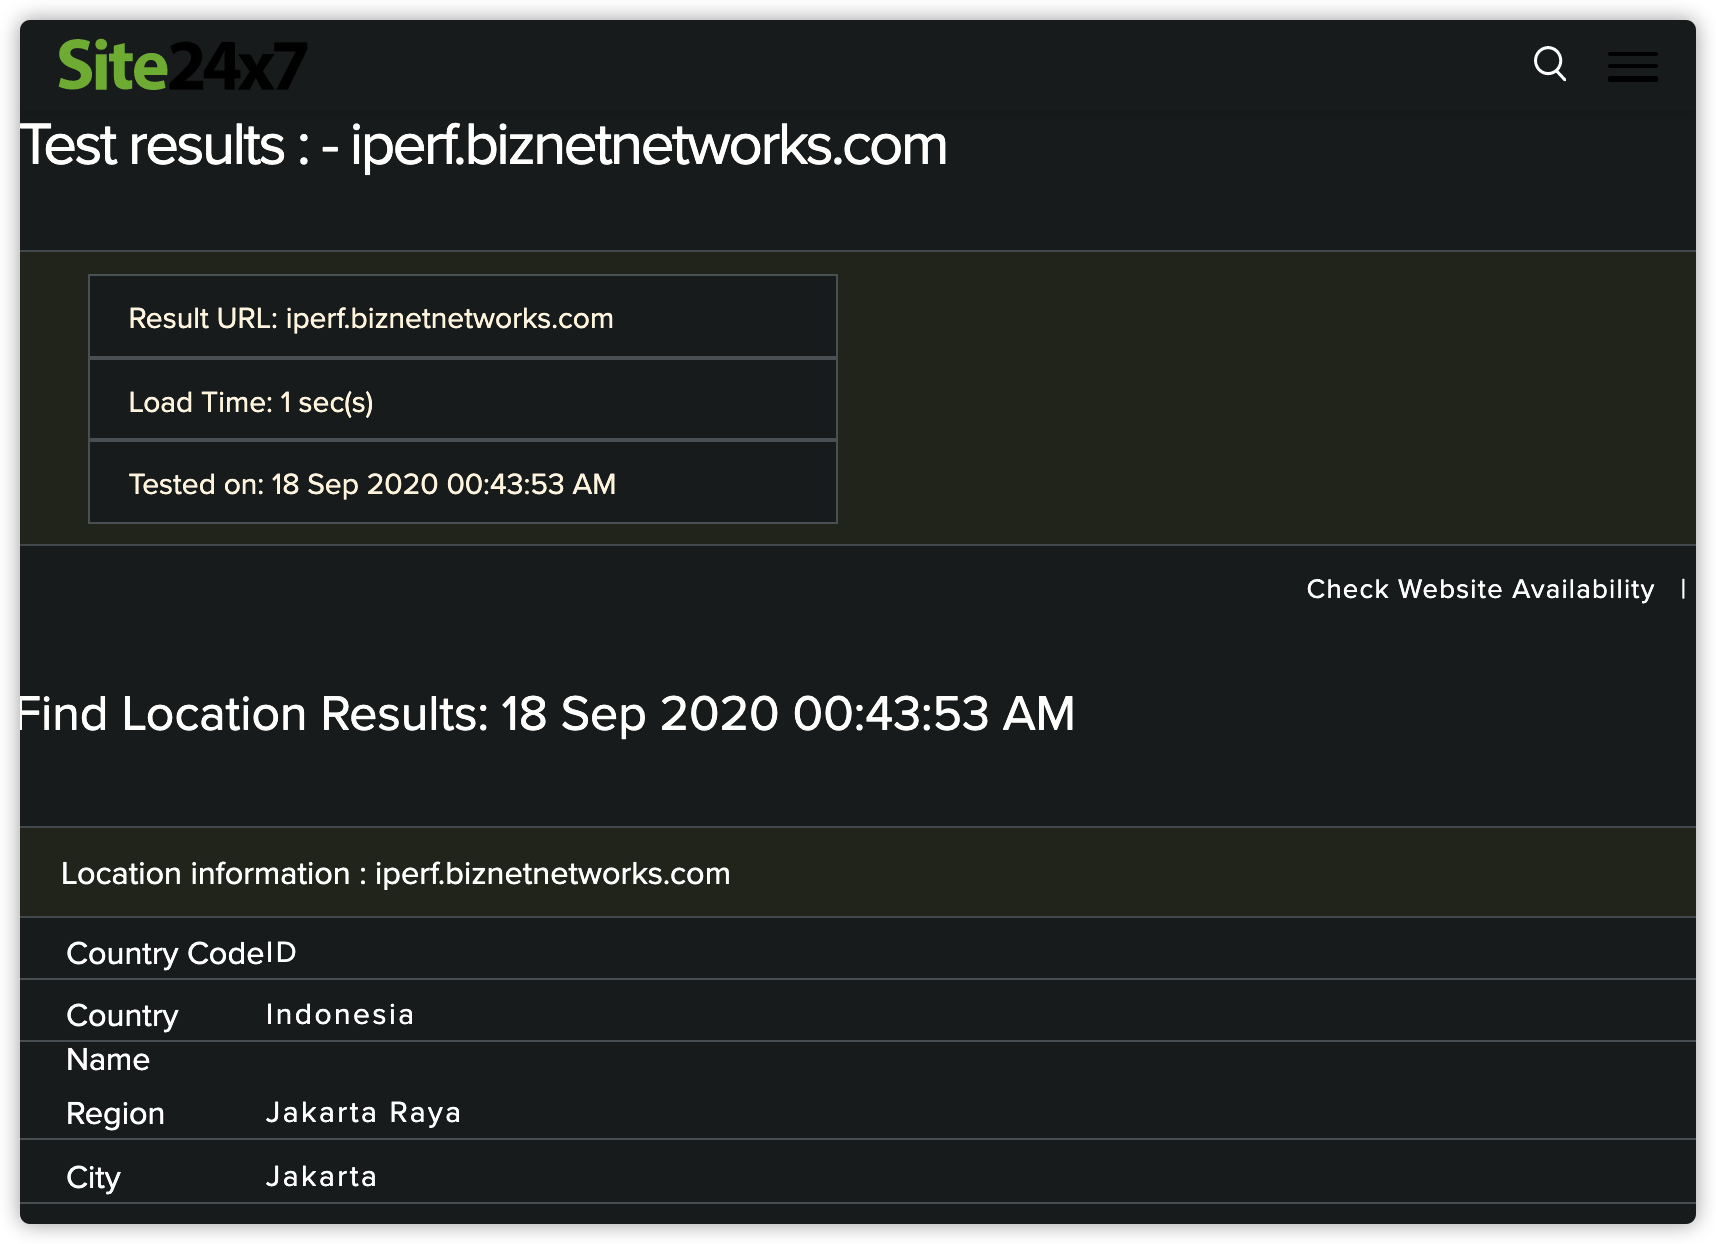 Site24x7
Test results : - iperf.biznetnetworks.com
Result URL: iperf.biznetnetworks.com
Load Time: 1 sec(s)
Tested on: 18 Sep 2020 00:43:53 AM
Check Website Availability |
Find Location Results: 18 Sep 2020 00:43:53 AM
Location information : iperf.biznetnetworks.com
Country Code ID
Country Name Indonesia
Region Jakarta Raya
City Jakarta